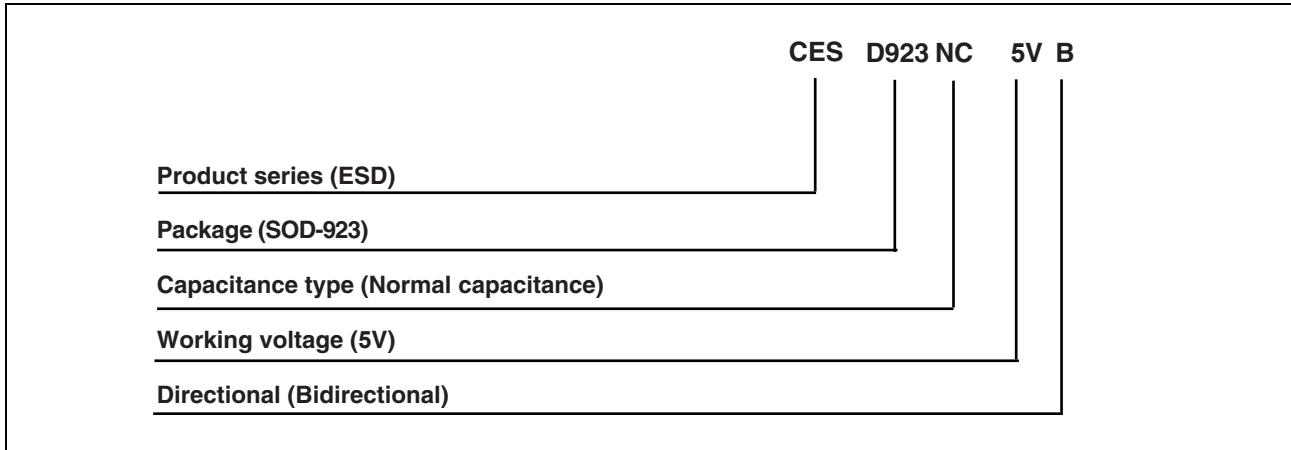 CES D923 NC 5V B
Product series (ESD)
Package (SOD-923)
Capacitance type (Normal capacitance)
Working voltage (5V)
Directional (Bidirectional)